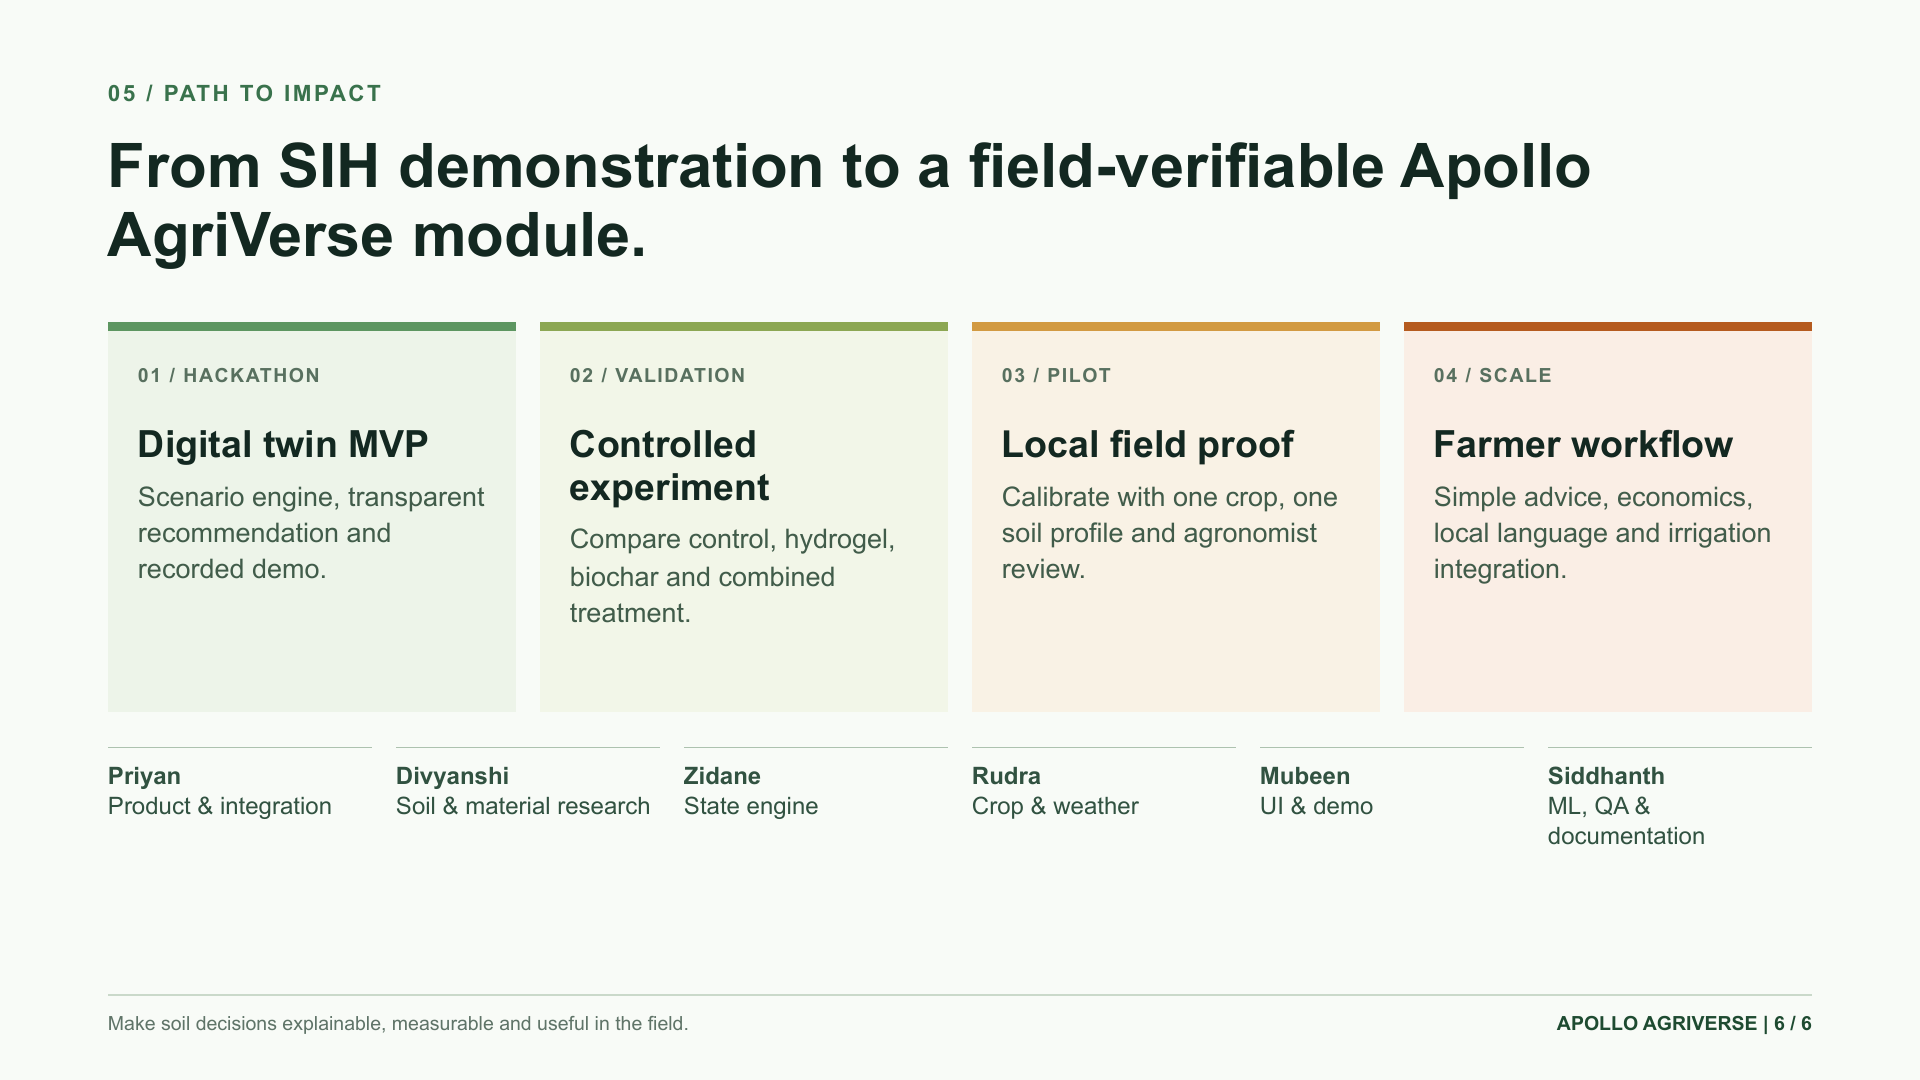 05 / PATH TO IMPACT
From SIH demonstration to a field-verifiable Apollo
AgriVerse module.
01 / HACKATHON
Digital twin MVP
Scenario engine, transparent
recommendation and
recorded demo.
02 / VALIDATION
Controlled
experiment
Compare control, hydrogel,
biochar and combined
treatment.
03 / PILOT
Local field proof
Calibrate with one crop, one
soil profile and agronomist
review.
04 / SCALE
Farmer workflow
Simple advice, economics,
local language and irrigation
integration.
Priyan
Product & integration
Divyanshi
Soil & material research
Zidane
State engine
Rudra
Crop & weather
Mubeen
UI & demo
Siddhanth
ML, QA &
documentation
Make soil decisions explainable, measurable and useful in the field.
APOLLO AGRIVERSE | 6 / 6